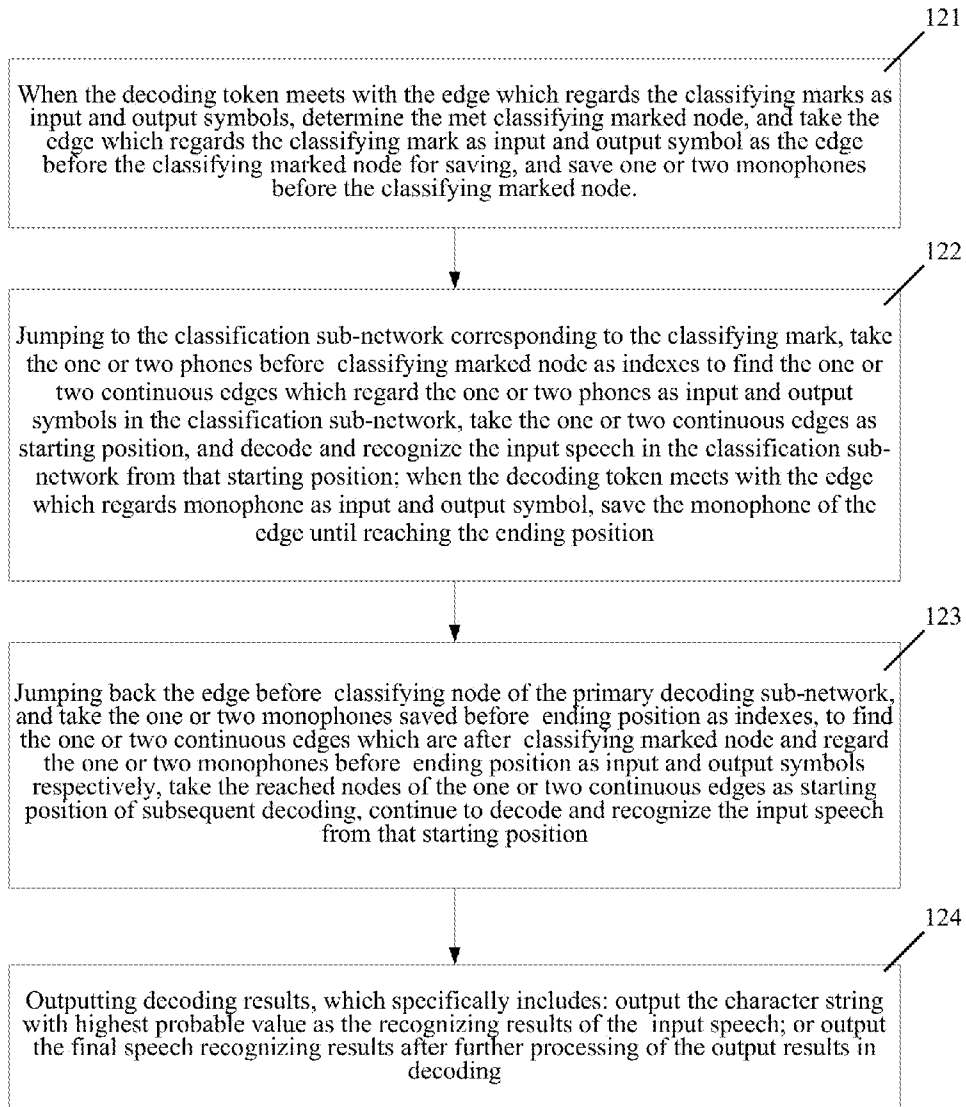 121
When the decoding token meets with the edge which regards the classifying marks as
input and output symbols, determine the met classifying marked node, and take the
edge which regards the classifying mark as input and output symbol as the edge
before the classifying marked node for saving, and save one or two monophones
before the classifying marked node.
122
Jumping to the classification sub-network corresponding to the classifying mark, take
the one or two phones before classifying marked node as indexes to find the one or
two continuous edges which regard the one or two phones as input and output
symbols in the classification sub-network, take the one or two continuous edges as
starting position, and decode and recognize the input speech in the classification sub-
network from that starting position; when the decoding token meets with the edge
which regards monophone as input and output symbol, save the monophone of the
edge until reaching the ending position
123
Jumping back the edge before classifying node of the primary decoding sub-network,
and take the one or two monophones saved before ending position as indexes, to find
the one or two continuous edges which are after classifying marked node and regard
the one or two monophones before ending position as input and output symbols
respectively, take the reached nodes of the one or two continuous edges as starting
position of subsequent decoding, continue to decode and recognize the input speech
from that starting position
124
Outputting decoding results, which specifically includes: output the character string
with highest probable value as the recognizing results of the input speech; or output
the final speech recognizing results after further processing of the output results in
decoding